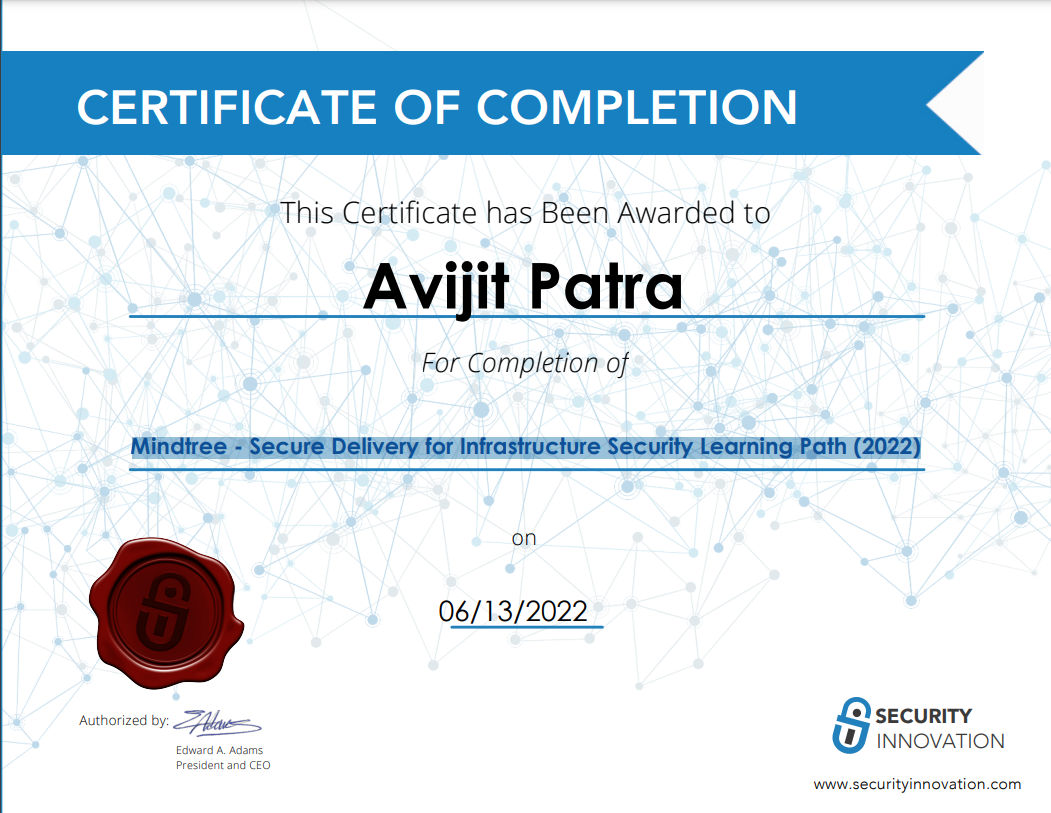 CERTIFICATE OF COMPLETION
This Certificate has Been Awarded to
Avijit Patra
For Completion of
Mindtree - Secure Delivery for Infrastructure Security Learning Path (2022)
on
06/13/2022
Authorized by:
Edward A. Adams
President and CEO
SECURITY
INNOVATION
www.securityinnovation.com